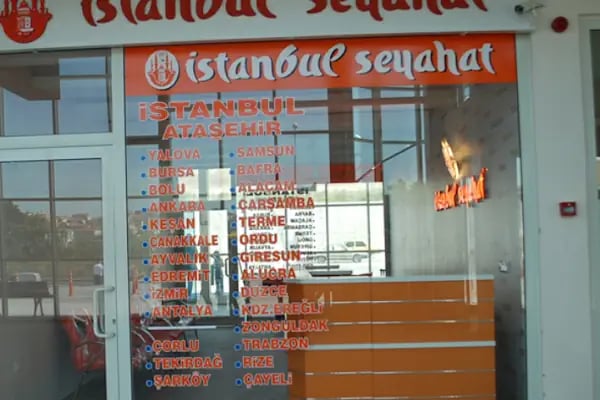 istanbul seyahat
istanbul seyahat
İSTANBUL
ATAŞEHİR
YALOVA
BURSA
BOLU
ANKARA
KEŞAN
ÇANAKKALE
AYVALIK
EDREMİT
İZMİR
ANTALYA
ÇORLU
TEKİRDAĞ
ŞARKÖY
SAMSUN
BAFRA
ALAÇAM
ÇARŞAMBA
TERME
ORDU
GİRESUN
ALUCRA
DÜZCE
KDZ.EREĞLİ
ZONGULDAK
TRABZON
RİZE
ÇAYELİ